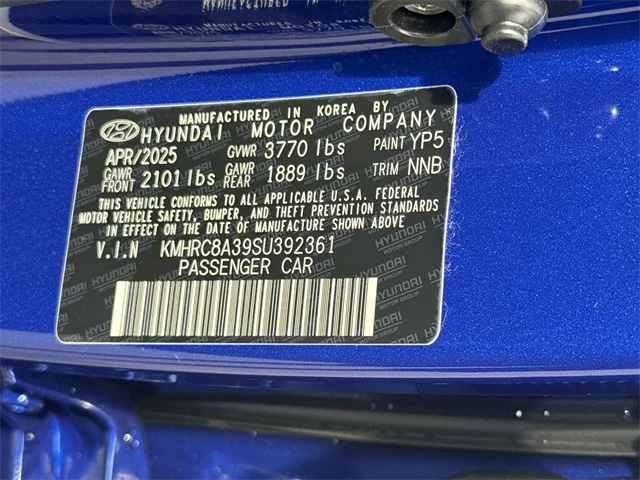 MANUFACTURED IN KOREA BY
HYUNDAI MOTOR COMPANY
APR/2025 GVWR 3770 lbs PAINT YP5
GAWR FRONT 2101 lbs GAWR REAR 1889 lbs TRIM NNB
THIS VEHICLE CONFORMS TO ALL APPLICABLE U.S.A. FEDERAL
MOTOR VEHICLE SAFETY, BUMPER, AND THEFT PREVENTION STANDARDS
IN EFFECT ON THE DATE OF MANUFACTURE SHOWN ABOVE
V.I.N KMHRC8A39SU392361
PASSENGER CAR